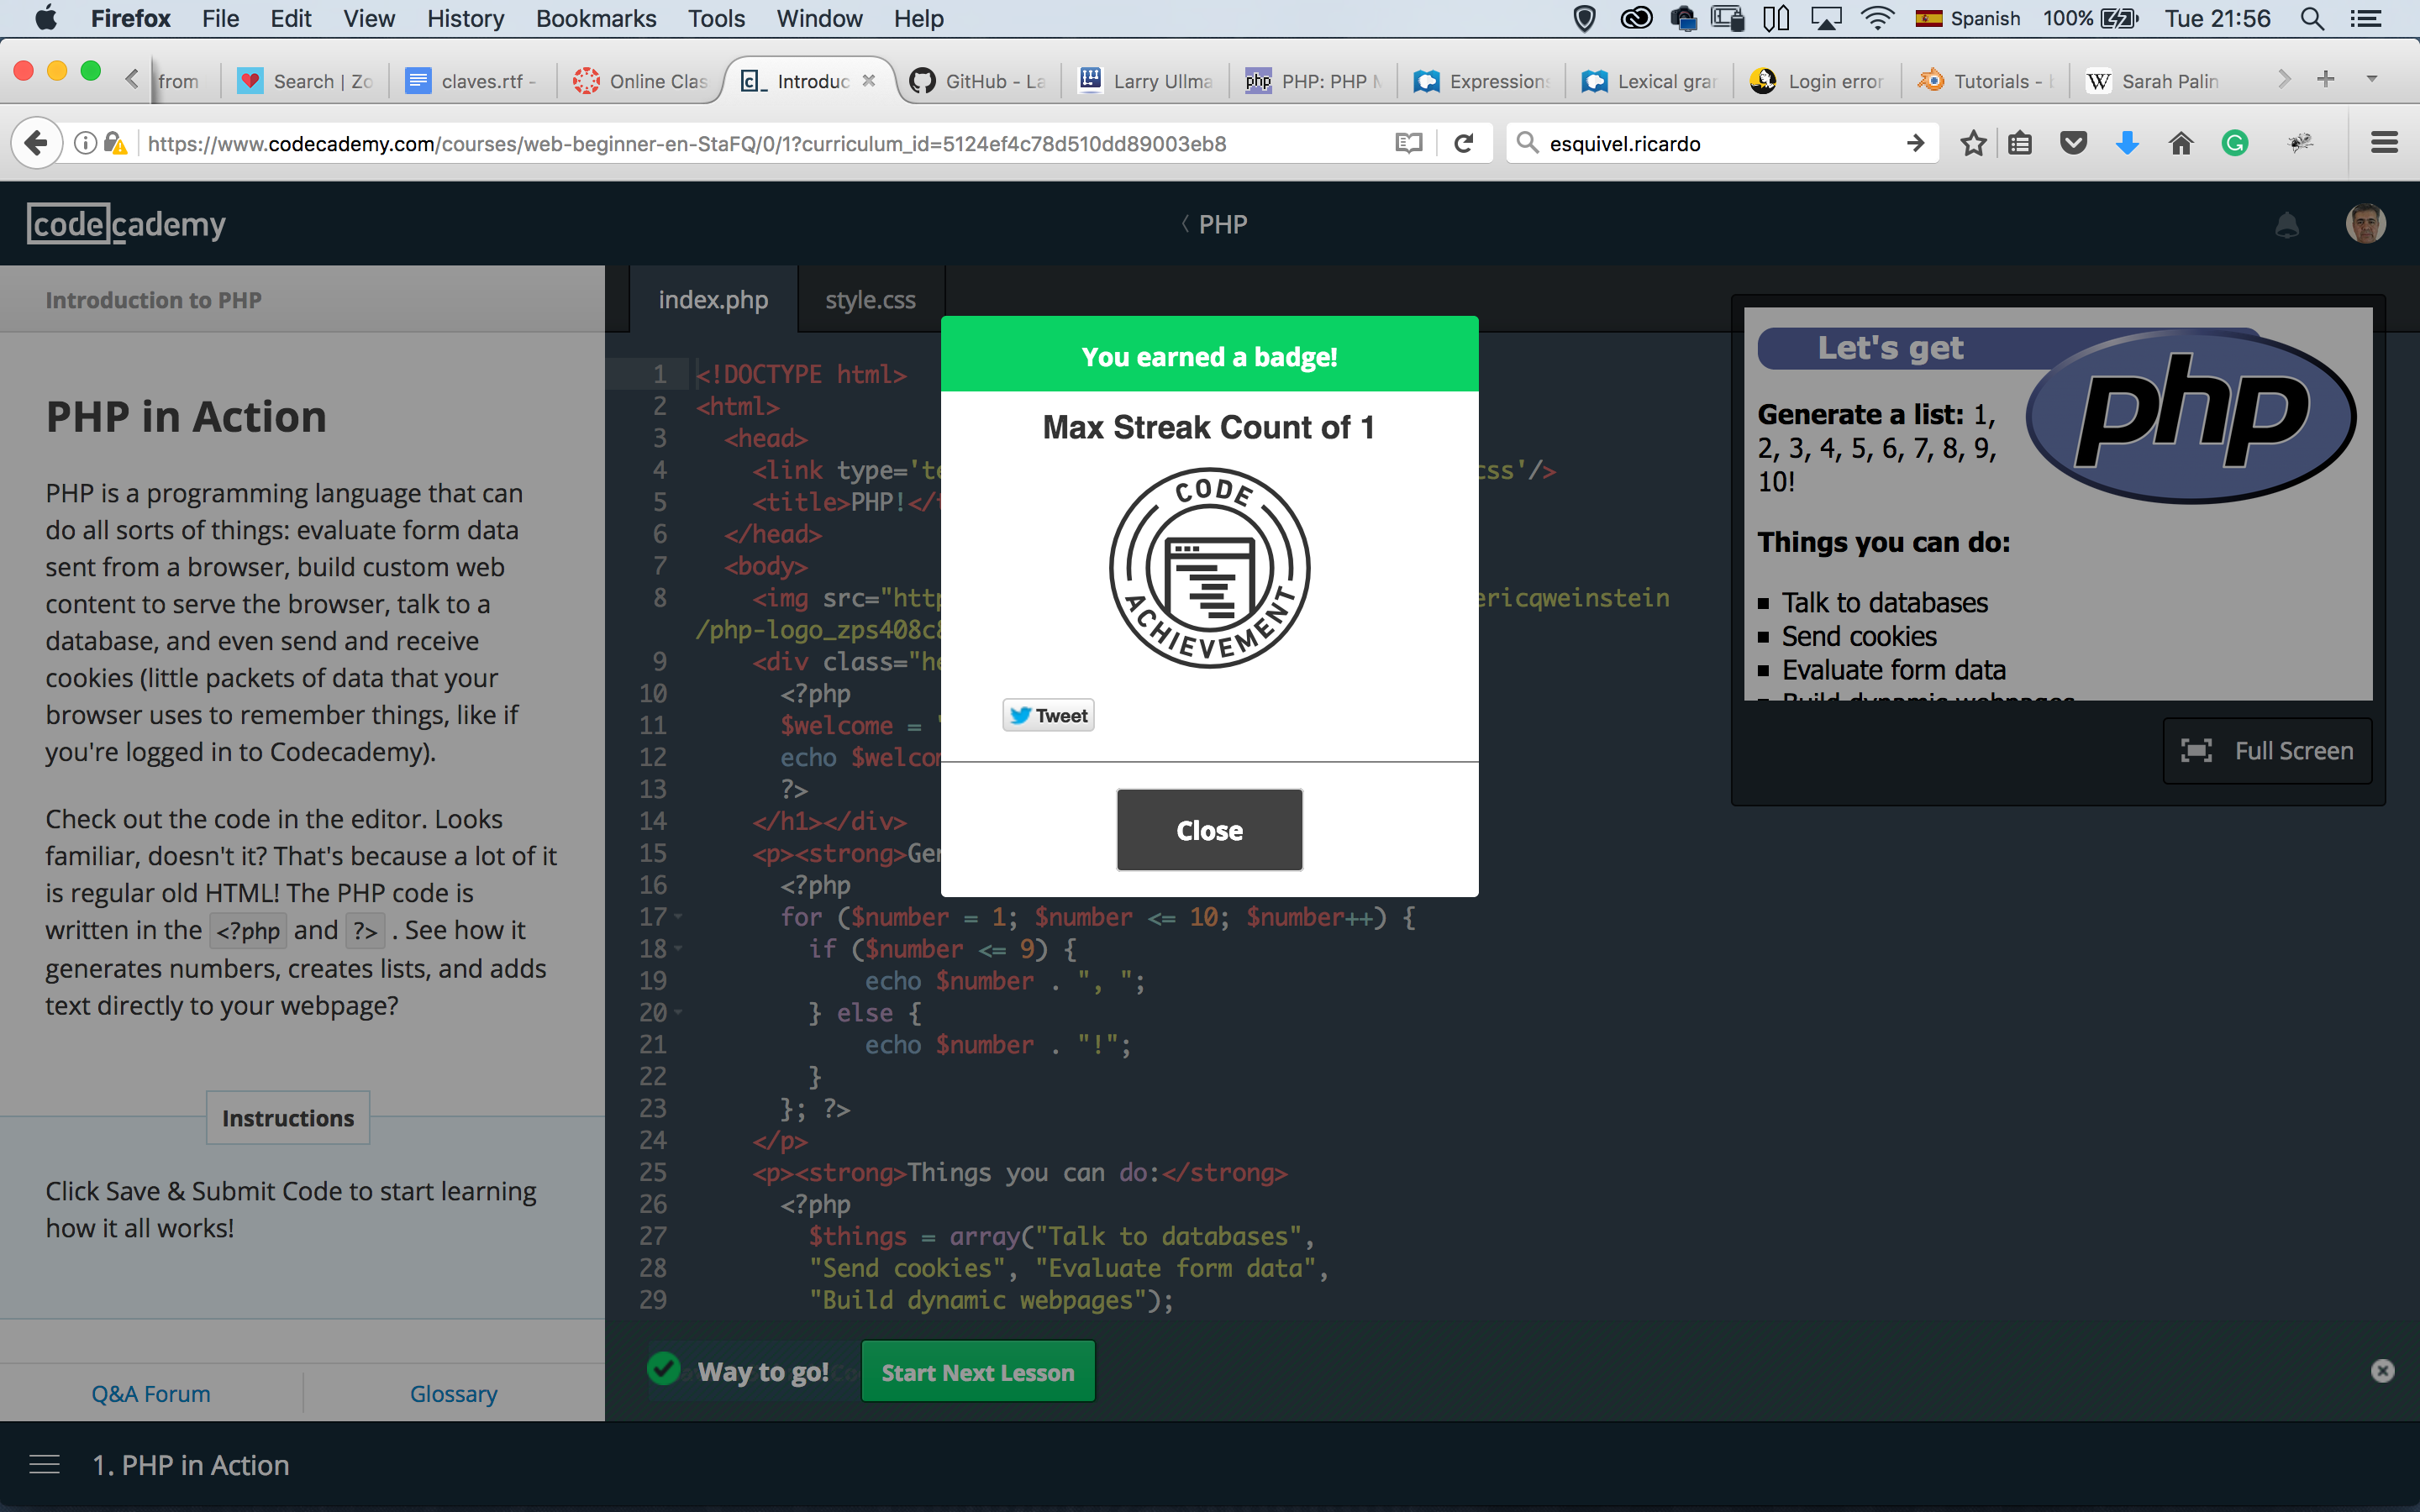 Firefox File Edit View History Bookmarks Tools Window Help Spanish 100% Tue 21:56
from Search | Zo claves.rtf - Online Clas Introduc GitHub - La Larry Ullma PHP: PHP M Expression Lexical gra Login error Tutorials - Sarah Palin
https://www.codecademy.com/courses/web-beginner-en-StaFQ/0/1?curriculum_id=5124ef4c78d510dd89003eb8
esquivel.ricardo
codecademy
PHP
Introduction to PHP
PHP in Action
PHP is a programming language that can
do all sorts of things: evaluate form data
sent from a browser, build custom web
content to serve the browser, talk to a
database, and even send and receive
cookies (little packets of data that your
browser uses to remember things, like if
you're logged in to Codecademy).
Check out the code in the editor. Looks
familiar, doesn't it? That's because a lot of it
is regular old HTML! The PHP code is
written in the <?php and ?> . See how it
generates numbers, creates lists, and adds
text directly to your webpage?
Instructions
Click Save & Submit Code to start learning
how it all works!
Q&A Forum Glossary
index.php style.css
1 <!DOCTYPE html>
2 <html>
3 <head>
4 <link type='te ss'/>
5 <title>PHP!</
6 </head>
7 <body>
8 <img src="http ericqweinstein
/php-logo_zps408c
9 <div class="he
10 <?php
11 $welcome =
12 echo $welcom
13 ?>
14 </h1></div>
15 <p><strong>Gen
16 <?php
17 for ($number = 1; $number <= 10; $number++) {
18 if ($number <= 9) {
19 echo $number . ", ";
20 } else {
21 echo $number . "!";
22 }
23 }; ?>
24 </p>
25 <p><strong>Things you can do:</strong>
26 <?php
27 $things = array("Talk to databases",
28 "Send cookies", "Evaluate form data",
29 "Build dynamic webpages");
You earned a badge!
Max Streak Count of 1
CODE
ACHIEVEMENT
Tweet
Close
Let's get
php
Generate a list: 1,
2, 3, 4, 5, 6, 7, 8, 9,
10!
Things you can do:
Talk to databases
Send cookies
Evaluate form data
Build dynamic webpages
Full Screen
Way to go! Start Next Lesson
1. PHP in Action